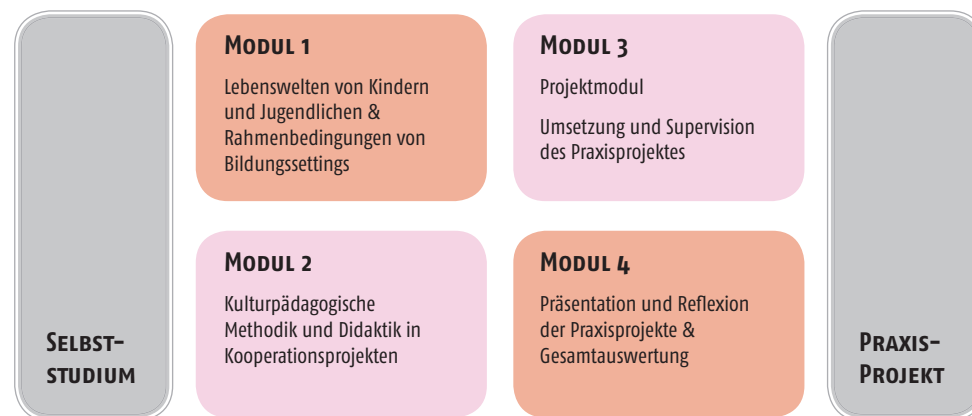 Modul 1
Lebenswelten von Kindern
und Jugendlichen &
Rahmenbedingungen von
Bildungssettings
Modul 3
Projektmodul
Umsetzung und Supervision
des Praxisprojektes
Modul 2
Kulturpädagogische
Methodik und Didaktik in
Kooperationsprojekten
Modul 4
Präsentation und Reflexion
der Praxisprojekte &
Gesamtauswertung
Selbst-
studium
Praxis-
Projekt